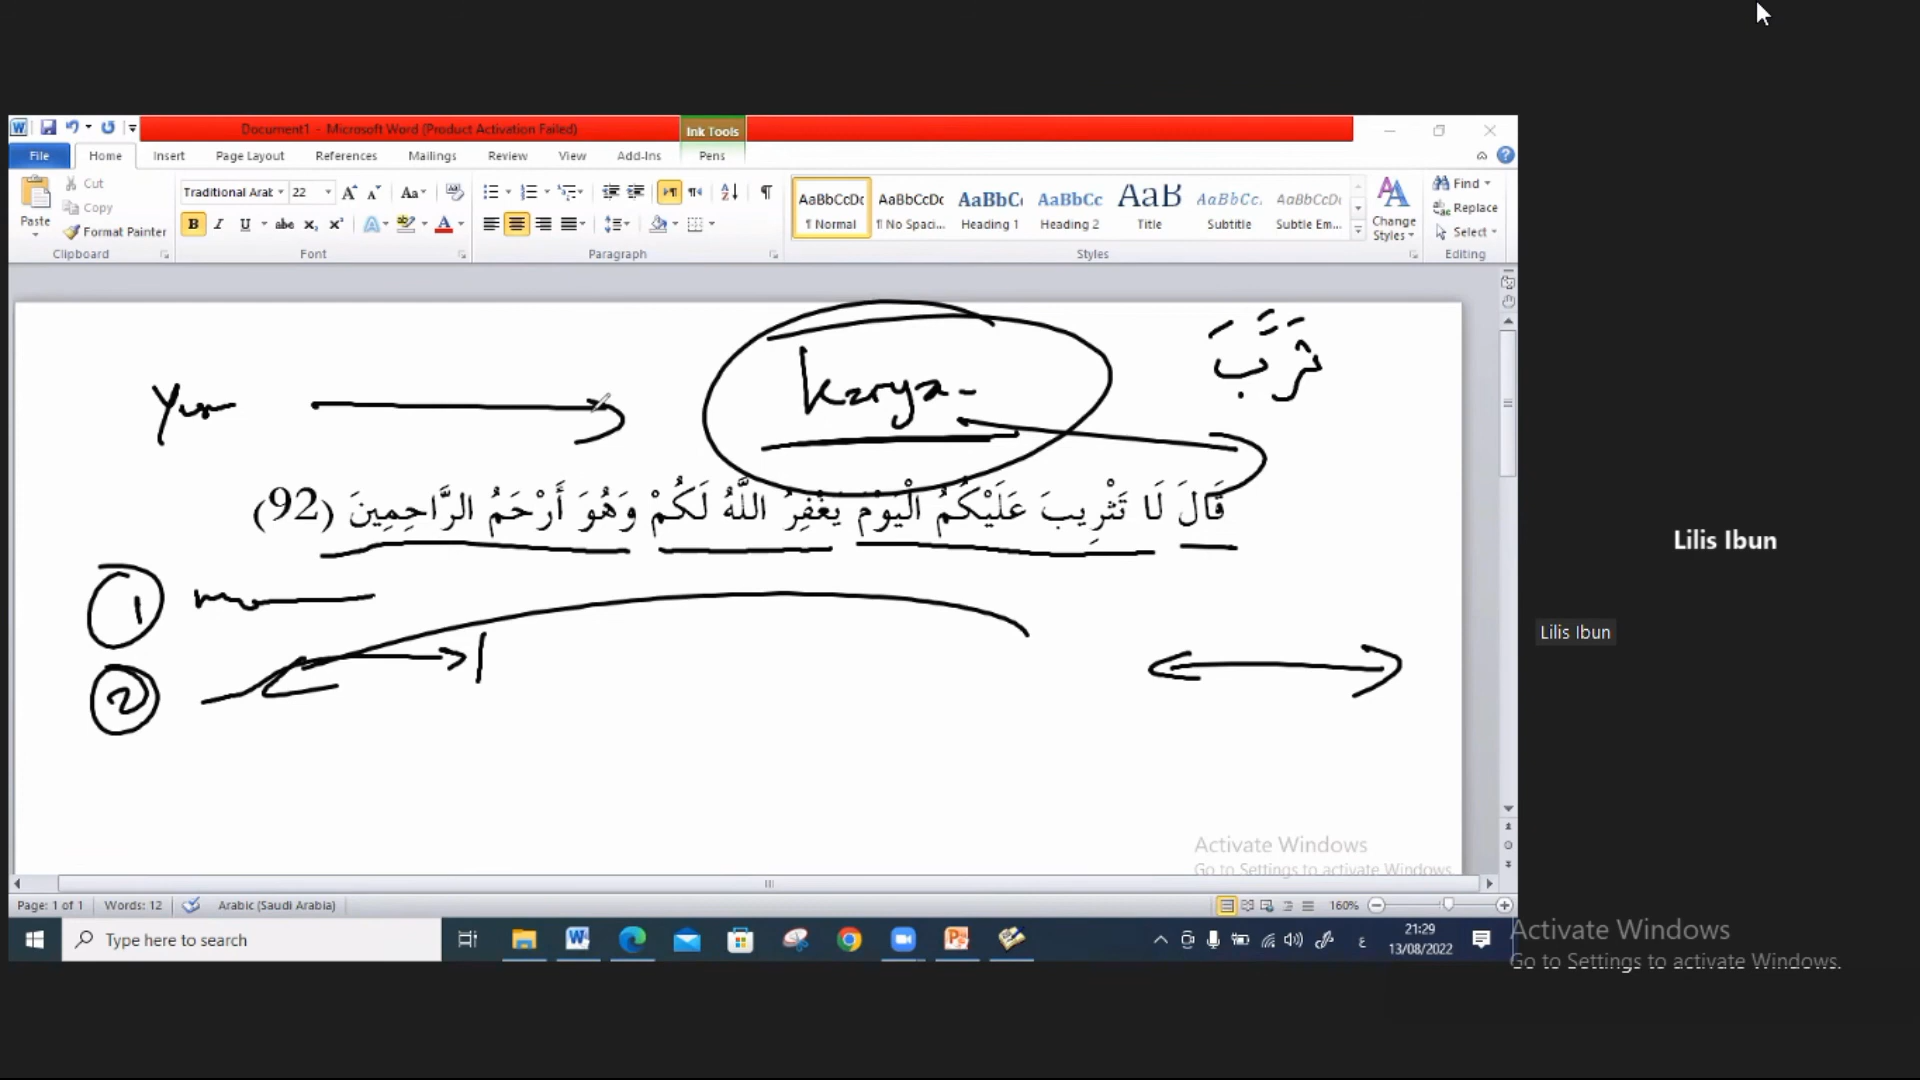 Document1 - Microsoft Word (Product Activation Failed)
Ink Tools
File Home Insert Page Layout References Mailings Review View Add-Ins Pens
Paste
Cut
Copy
Format Painter
Clipboard
Traditional Arat 22
Font
Paragraph
AaBbCcDc AaBbCcDc AaBbC( AaBbCc AaB AaBbCc. AaBbCcDı
Normal No Spaci... Heading 1 Heading 2 Title Subtitle Subtle Em...
Styles
Change Styles
Find
Replace
Select
Editing
Karya
ثَرَّبَ
قَالَ لَا تَثْرِيبَ عَلَيْكُمُ الْيَوْمَ يَغْفِرُ اللَّهُ لَكُمْ وَهُوَ أَرْحَمُ الرَّاحِمِينَ (92)
1
2
Lilis Ibun
Lilis Ibun
Activate Windows
Go to Settings to activate Windows.
Page: 1 of 1 Words: 12 Arabic (Saudi Arabia) 160%
Type here to search
ع
21:29
13/08/2022
Activate Windows
Go to Settings to activate Windows.